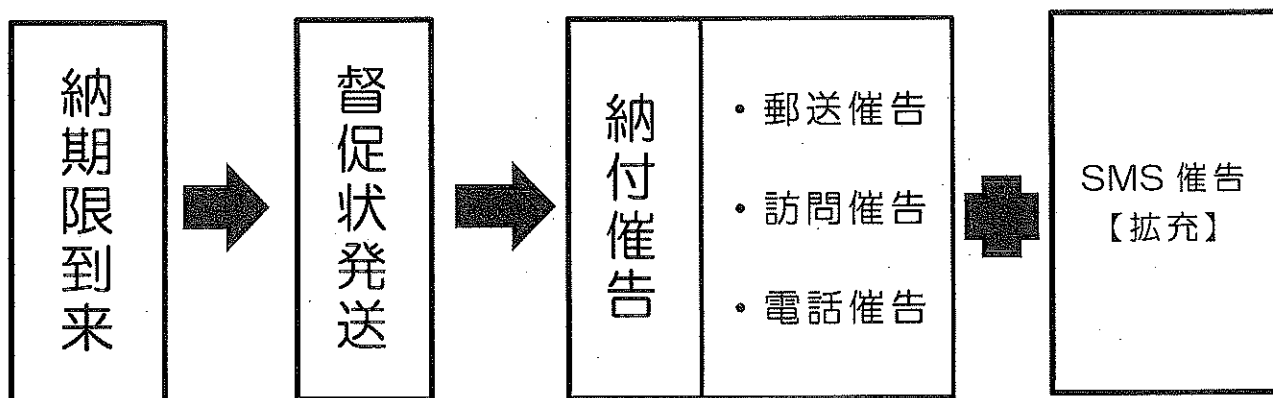 納期限到来
督促状発送
納付催告
・郵送催告
・訪問催告
・電話催告
SMS 催告
【拡充】